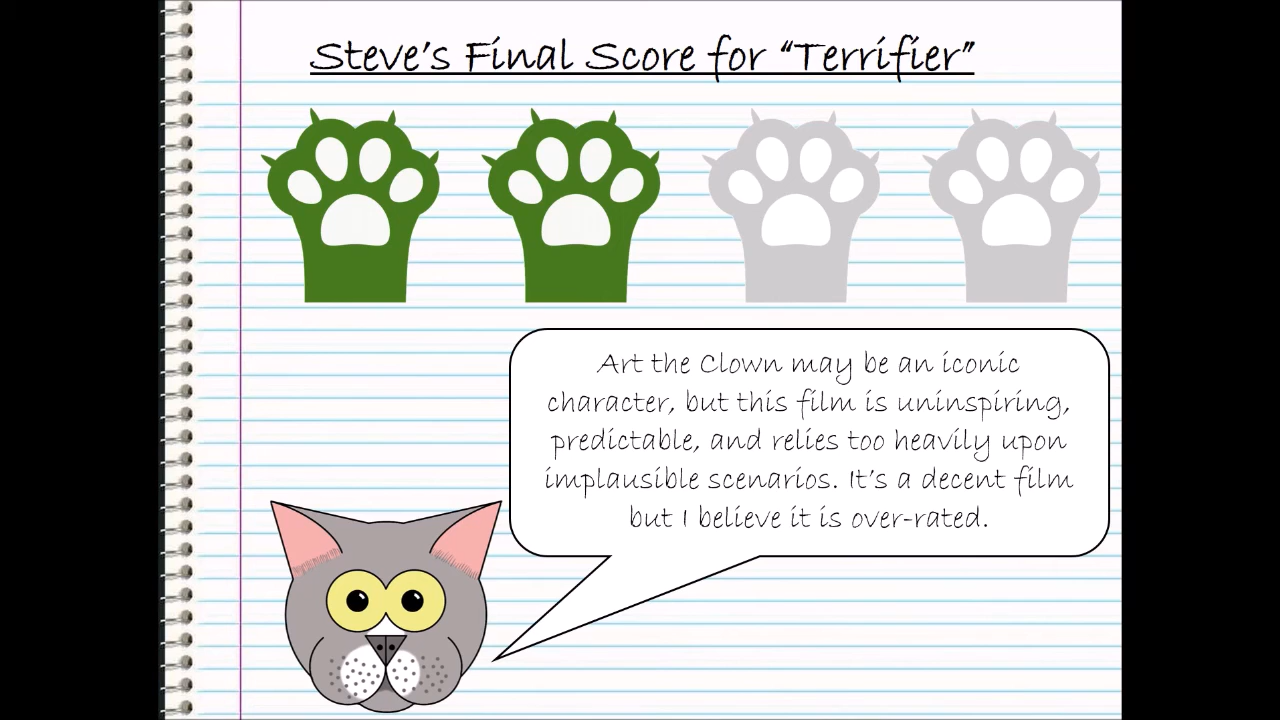 Steve's Final Score for "Terrifier"
Art the Clown may be an iconic
character, but this film is uninspiring,
predictable, and relies too heavily upon
implausible scenarios. It's a decent film
but I believe it is over-rated.